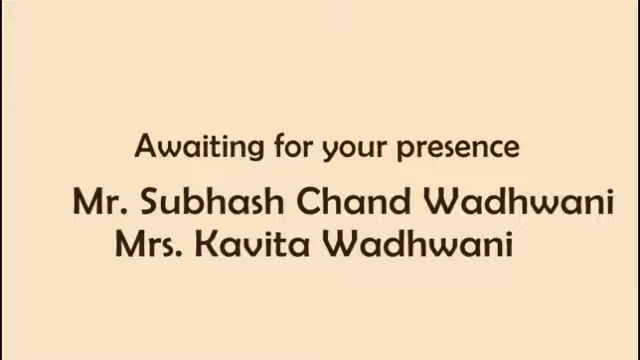 Awaiting for your presence
Mr. Subhash Chand Wadhwani
Mrs. Kavita Wadhwani